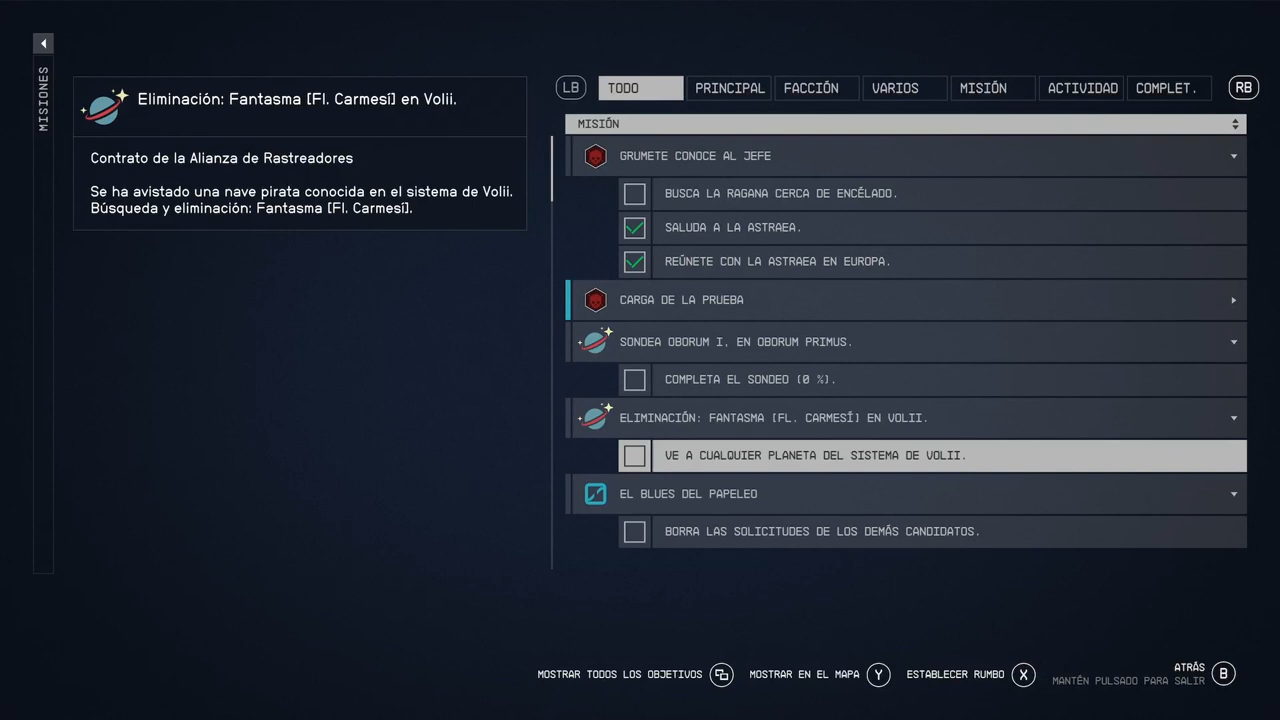 MISIONES
Eliminación: Fantasma [Fl. Carmesí] en Volii.
Contrato de la Alianza de Rastreadores
Se ha avistado una nave pirata conocida en el sistema de Volii.
Búsqueda y eliminación: Fantasma [Fl. Carmesí].
LB
TODO
PRINCIPAL
FACCIÓN
VARIOS
MISIÓN
ACTIVIDAD
COMPLET.
RB
MISIÓN
GRUMETE CONOCE AL JEFE
BUSCA LA RAGANA CERCA DE ENCÉLADO.
SALUDA A LA ASTRAEA.
REÚNETE CON LA ASTRAEA EN EUROPA.
CARGA DE LA PRUEBA
SONDEA OBORUM I, EN OBORUM PRIMUS.
COMPLETA EL SONDEO (0 %).
ELIMINACIÓN: FANTASMA [FL. CARMESÍ] EN VOLII.
VE A CUALQUIER PLANETA DEL SISTEMA DE VOLII.
EL BLUES DEL PAPELEO
BORRA LAS SOLICITUDES DE LOS DEMÁS CANDIDATOS.
MOSTRAR TODOS LOS OBJETIVOS
MOSTRAR EN EL MAPA Y
ESTABLECER RUMBO X
ATRÁS B
MANTÉN PULSADO PARA SALIR